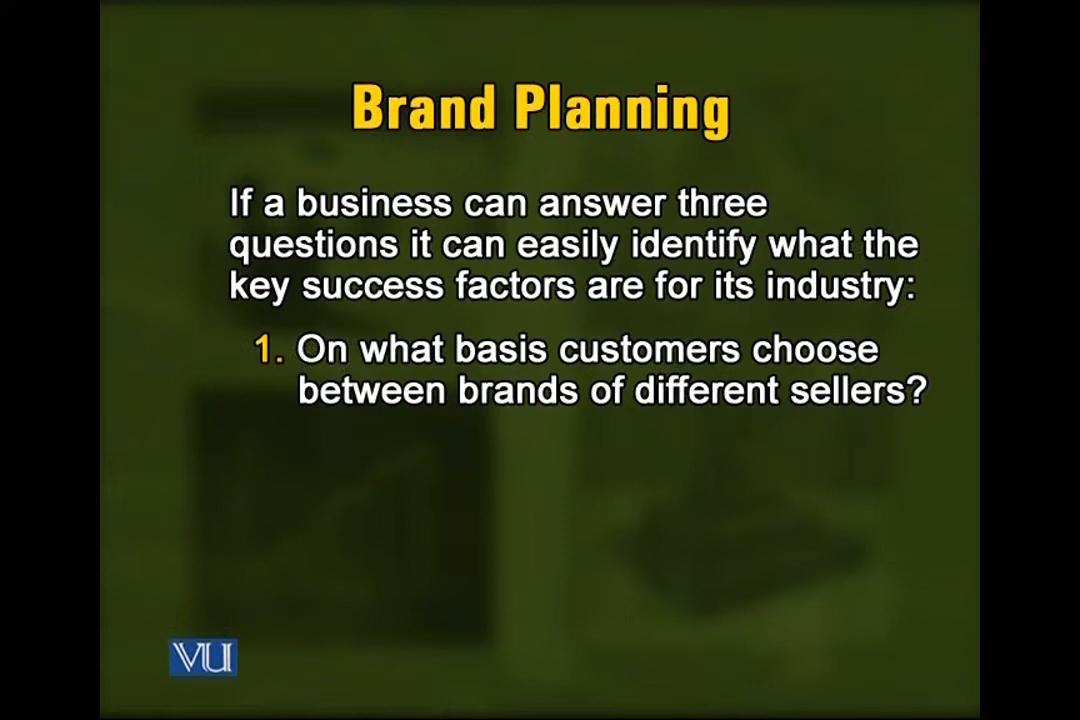 Brand Planning
If a business can answer three
questions it can easily identify what the
key success factors are for its industry:
1. On what basis customers choose
between brands of different sellers?
VU